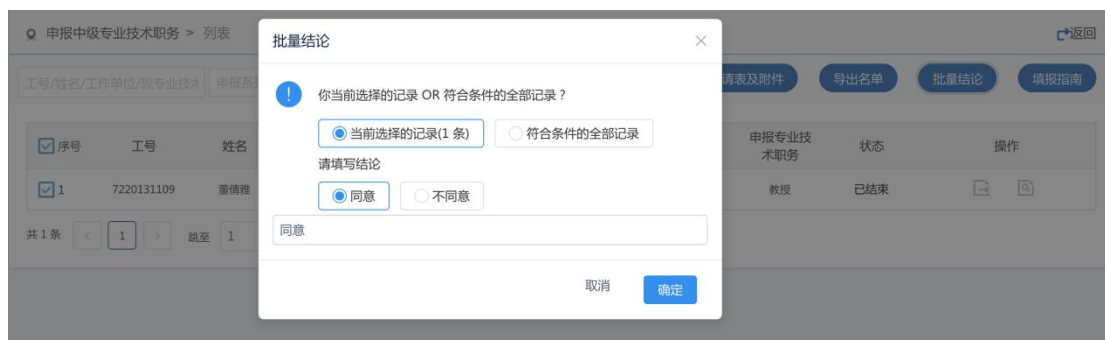 申报中级专业技术职务 > 列表
返回
工号/姓名/工作单位/现专业技术
申报系
请表及附件
导出名单
批量结论
填报指南
批量结论
你当前选择的记录 OR 符合条件的全部记录？
当前选择的记录(1 条)
符合条件的全部记录
请填写结论
同意
不同意
同意
取消
确定
序号
工号
姓名
申报专业技
术职务
状态
操作
1
7220131109
董倩雅
教授
已结束
共 1 条
<
1
>
跳至
1